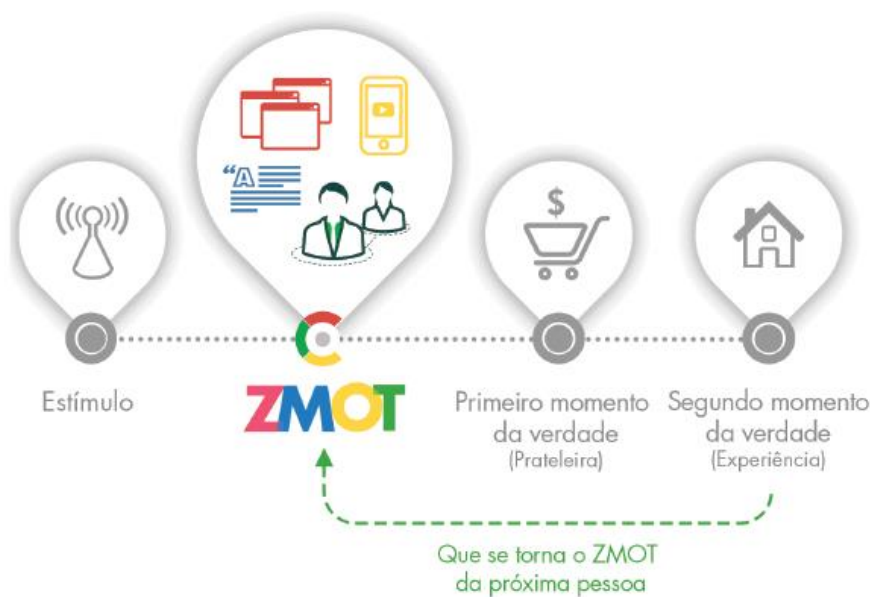 “A
$
Estímulo
ZMOT
Primeiro momento
da verdade
(Prateleira)
Segundo momento
da verdade
(Experiência)
Que se torna o ZMOT
da próxima pessoa